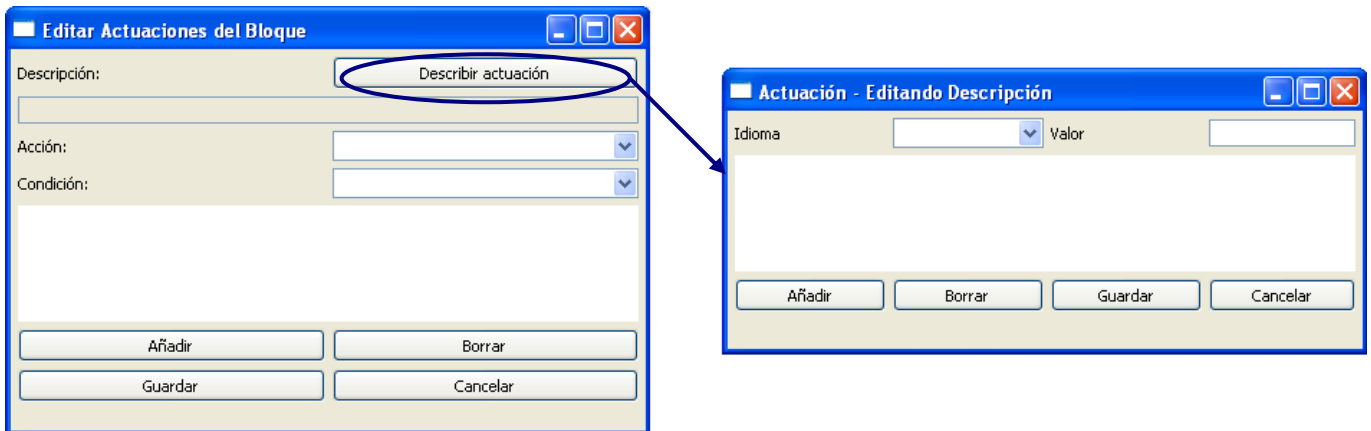 Editar Actuaciones del Bloque
Descripción:
Describir actuación
Acción:
Condición:
Añadir
Borrar
Guardar
Cancelar
Actuación - Editando Descripción
Idioma
Valor
Añadir
Borrar
Guardar
Cancelar